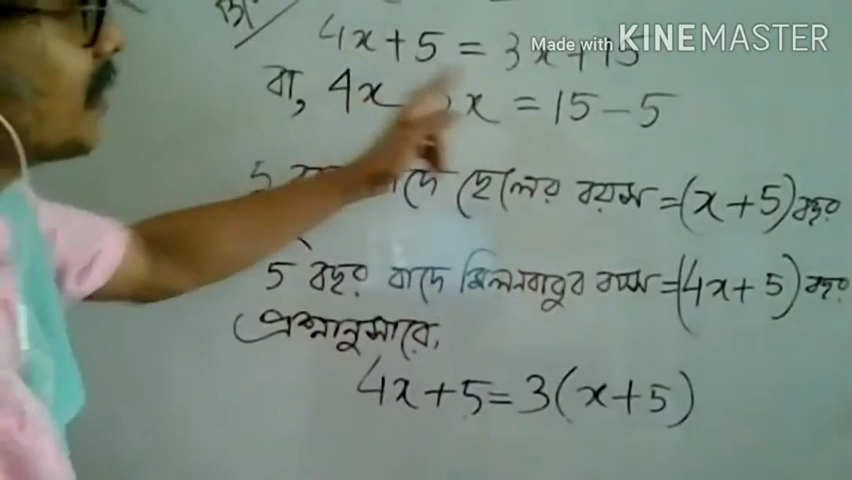 4x+5 = 3x+15
Made with KINEMASTER
বা, 4x x = 15-5
5 বাদে ছেলের বয়স =(x+5) বছর
5 বছর বাদে মিলনবাবুর বয়স =(4x+5) বছর
প্রশ্নানুসারে,
4x+5=3(x+5)